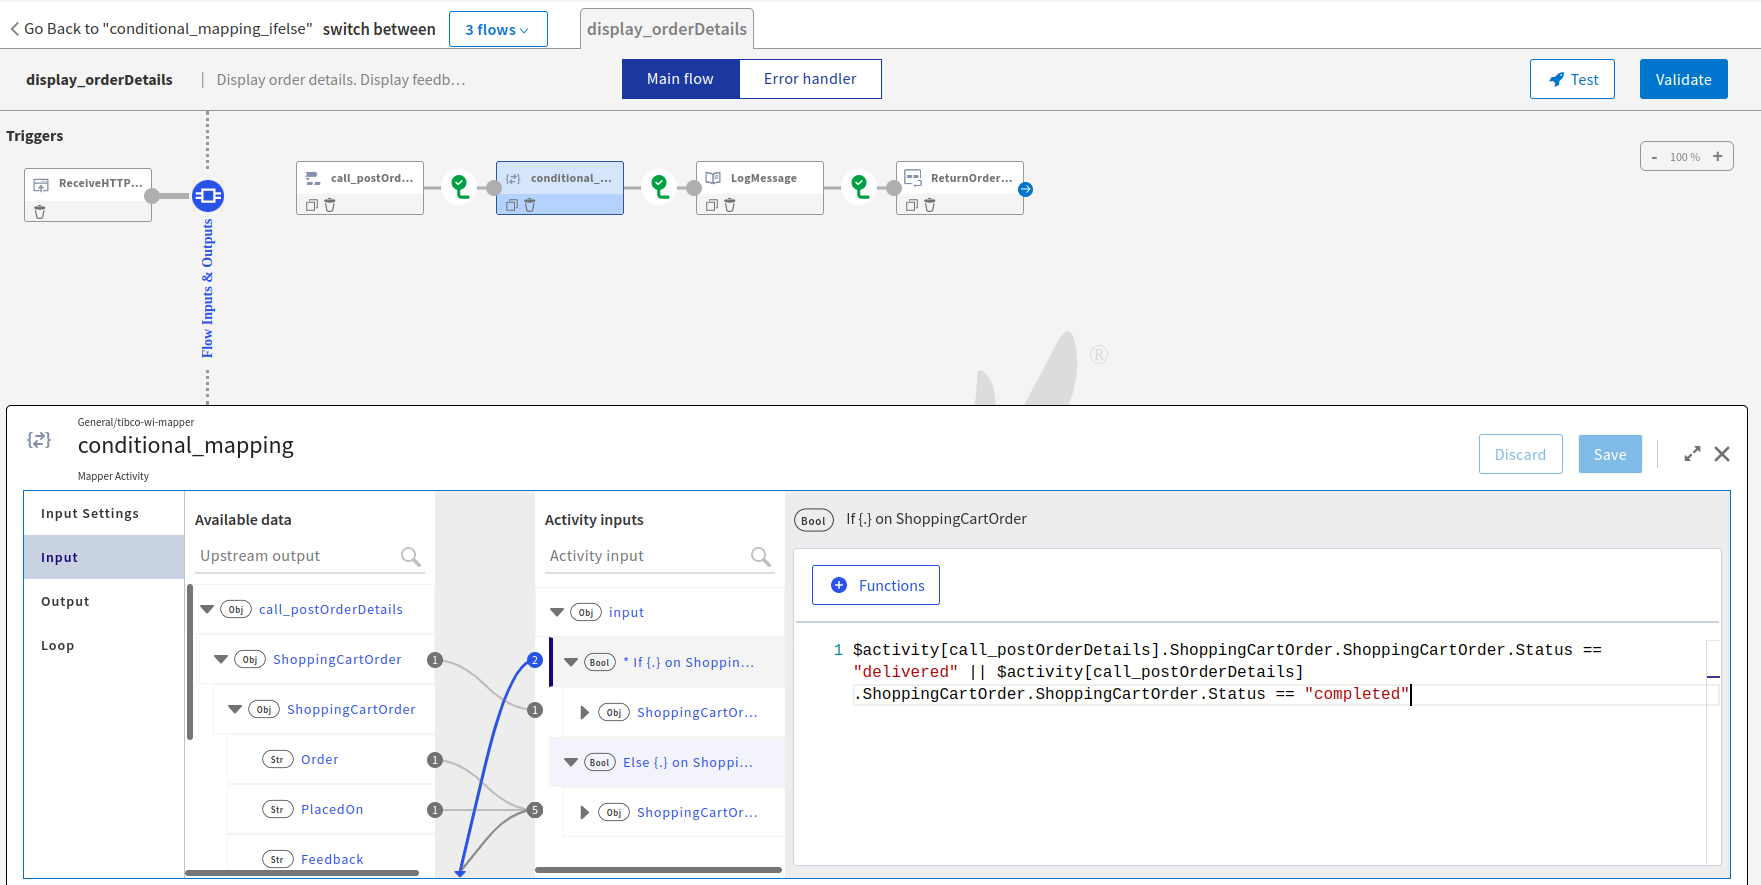 Go Back to "conditional_mapping_ifelse" switch between 3 flows display_orderDetails
display_orderDetails | Display order details. Display feedb… Main flow Error handler Test Validate
Triggers
- 100 % +
ReceiveHTTP... call_postOrd... conditional_... LogMessage ReturnOrder...
Flow Inputs & Outputs
®
General/tibco-wi-mapper
conditional_mapping
Mapper Activity
Discard Save
Input Settings
Input
Output
Loop
Available data
Upstream output
Obj call_postOrderDetails
Obj ShoppingCartOrder 1
Obj ShoppingCartOrder
Str Order 1
Str PlacedOn 1
Str Feedback
Activity inputs
Activity input
Obj input
2 Bool * If {.} on Shoppin...
1 Obj ShoppingCartOr...
Bool Else {.} on Shoppi...
5 Obj ShoppingCartOr...
Bool If {.} on ShoppingCartOrder
Functions
1 $activity[call_postOrderDetails].ShoppingCartOrder.ShoppingCartOrder.Status ==
"delivered" || $activity[call_postOrderDetails]
.ShoppingCartOrder.ShoppingCartOrder.Status == "completed"